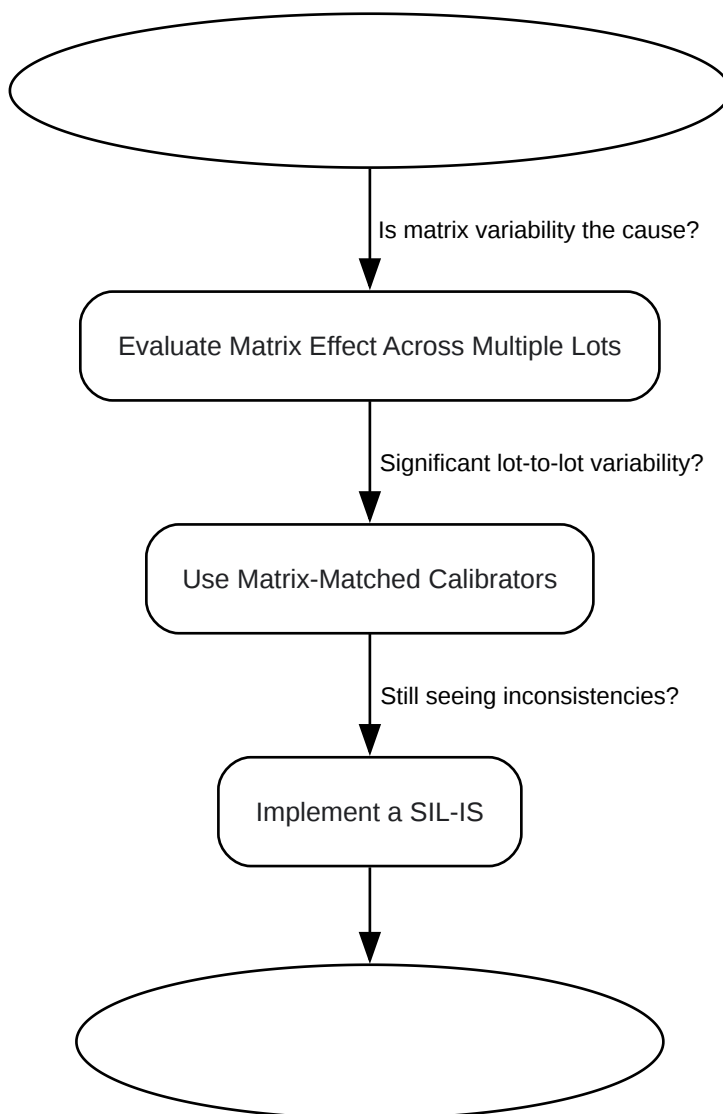 Is matrix variability the cause?
Evaluate Matrix Effect Across Multiple Lots
Significant lot-to-lot variability?
Use Matrix-Matched Calibrators
Still seeing inconsistencies?
Implement a SIL-IS